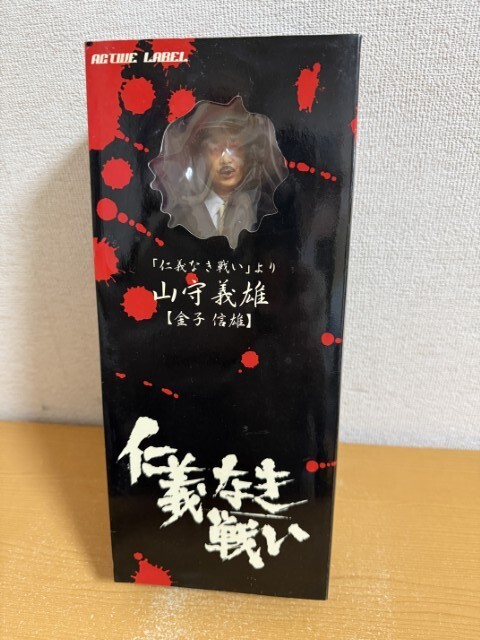 ACTIVE LABEL
「仁義なき戦い」より
山守義雄
【金子 信雄】
仁義なき
戦い